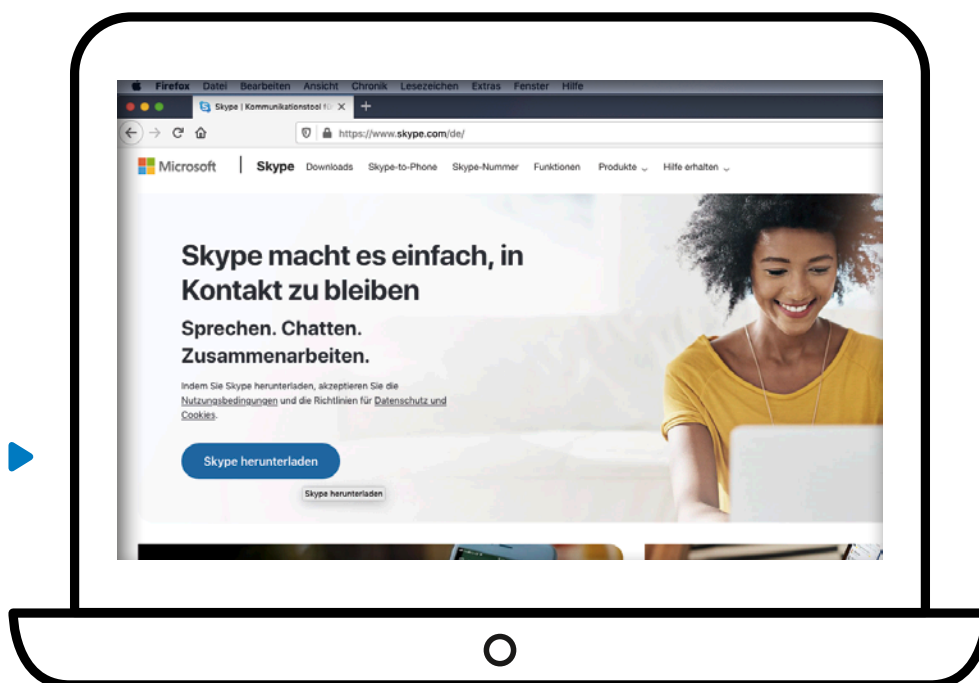 Firefox Datei Bearbeiten Ansicht Chronik Lesezeichen Extras Fenster Hilfe
Skype | Kommunikationstool fü
https://www.skype.com/de/
Microsoft Skype Downloads Skype-to-Phone Skype-Nummer Funktionen Produkte Hilfe erhalten
Skype macht es einfach, in
Kontakt zu bleiben
Sprechen. Chatten.
Zusammenarbeiten.
Indem Sie Skype herunterladen, akzeptieren Sie die
Nutzungsbedingungen und die Richtlinien für Datenschutz und
Cookies.
Skype herunterladen
Skype herunterladen